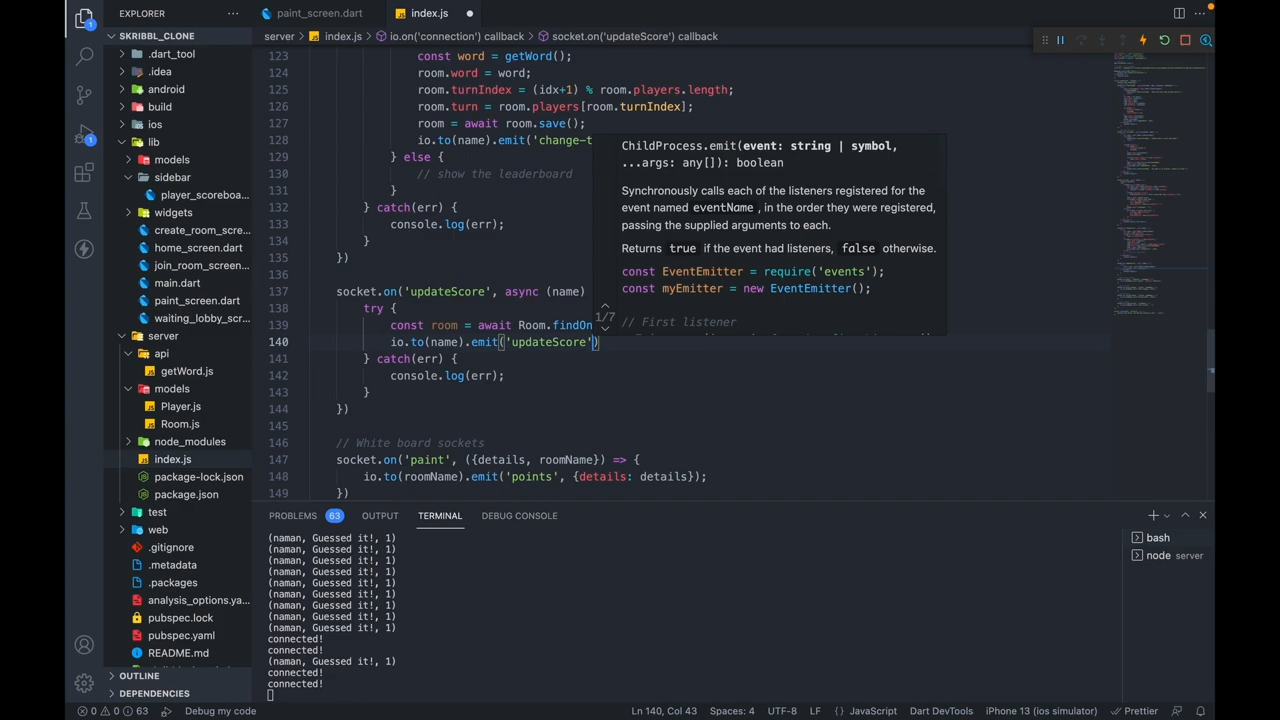 EXPLORER
paint_screen.dart
index.js
SKRIBBL_CLONE
server > index.js > io.on('connection') callback > socket.on('updateScore') callback
.dart_tool
.idea
android
build
ios
lib
models
sidebar
player_scoreboa...
widgets
create_room_scre...
home_screen.dart
join_room_screen...
main.dart
paint_screen.dart
waiting_lobby_scr...
server
api
getWord.js
models
Player.js
Room.js
node_modules
index.js
package-lock.json
package.json
test
web
.gitignore
.metadata
.packages
analysis_options.ya...
pubspec.lock
pubspec.yaml
README.md
OUTLINE
DEPENDENCIES
123 const word = getWord();
124 room.word = word;
125 room.turnIndex = (idx+1) % room.players.length;
126 room.turn = room.players[room.turnIndex];
127 room = await room.save();
128 io.to(name).emit('change-t
129 } else {
130 show the leaderboard
131 }
132 } catch(err) {
133 console.log(err);
134 }
135 })
136
137 socket.on('updateScore', async (name)
138 try {
139 const room = await Room.findOn
140 io.to(name).emit('updateScore')
141 } catch(err) {
142 console.log(err);
143 }
144 })
145
146 // White board sockets
147 socket.on('paint', ({details, roomName}) => {
148 io.to(roomName).emit('points', {details: details});
149 })
ChildProcess.emit(event: string | symbol,
...args: any[]): boolean
Synchronously calls each of the listeners registered for the
event named eventName , in the order they were registered,
passing the supplied arguments to each.
Returns true if the event had listeners, false otherwise.
const EventEmitter = require('events');
const myEmitter = new EventEmitter();
1/7
// First listener
PROBLEMS 63 OUTPUT TERMINAL DEBUG CONSOLE
(naman, Guessed it!, 1)
(naman, Guessed it!, 1)
(naman, Guessed it!, 1)
(naman, Guessed it!, 1)
(naman, Guessed it!, 1)
(naman, Guessed it!, 1)
(naman, Guessed it!, 1)
(naman, Guessed it!, 1)
(naman, Guessed it!, 1)
connected!
connected!
(naman, Guessed it!, 1)
connected!
connected!
bash
node server
0 0 63 Debug my code Ln 140, Col 43 Spaces: 4 UTF-8 LF JavaScript Dart DevTools iPhone 13 (ios simulator) Prettier